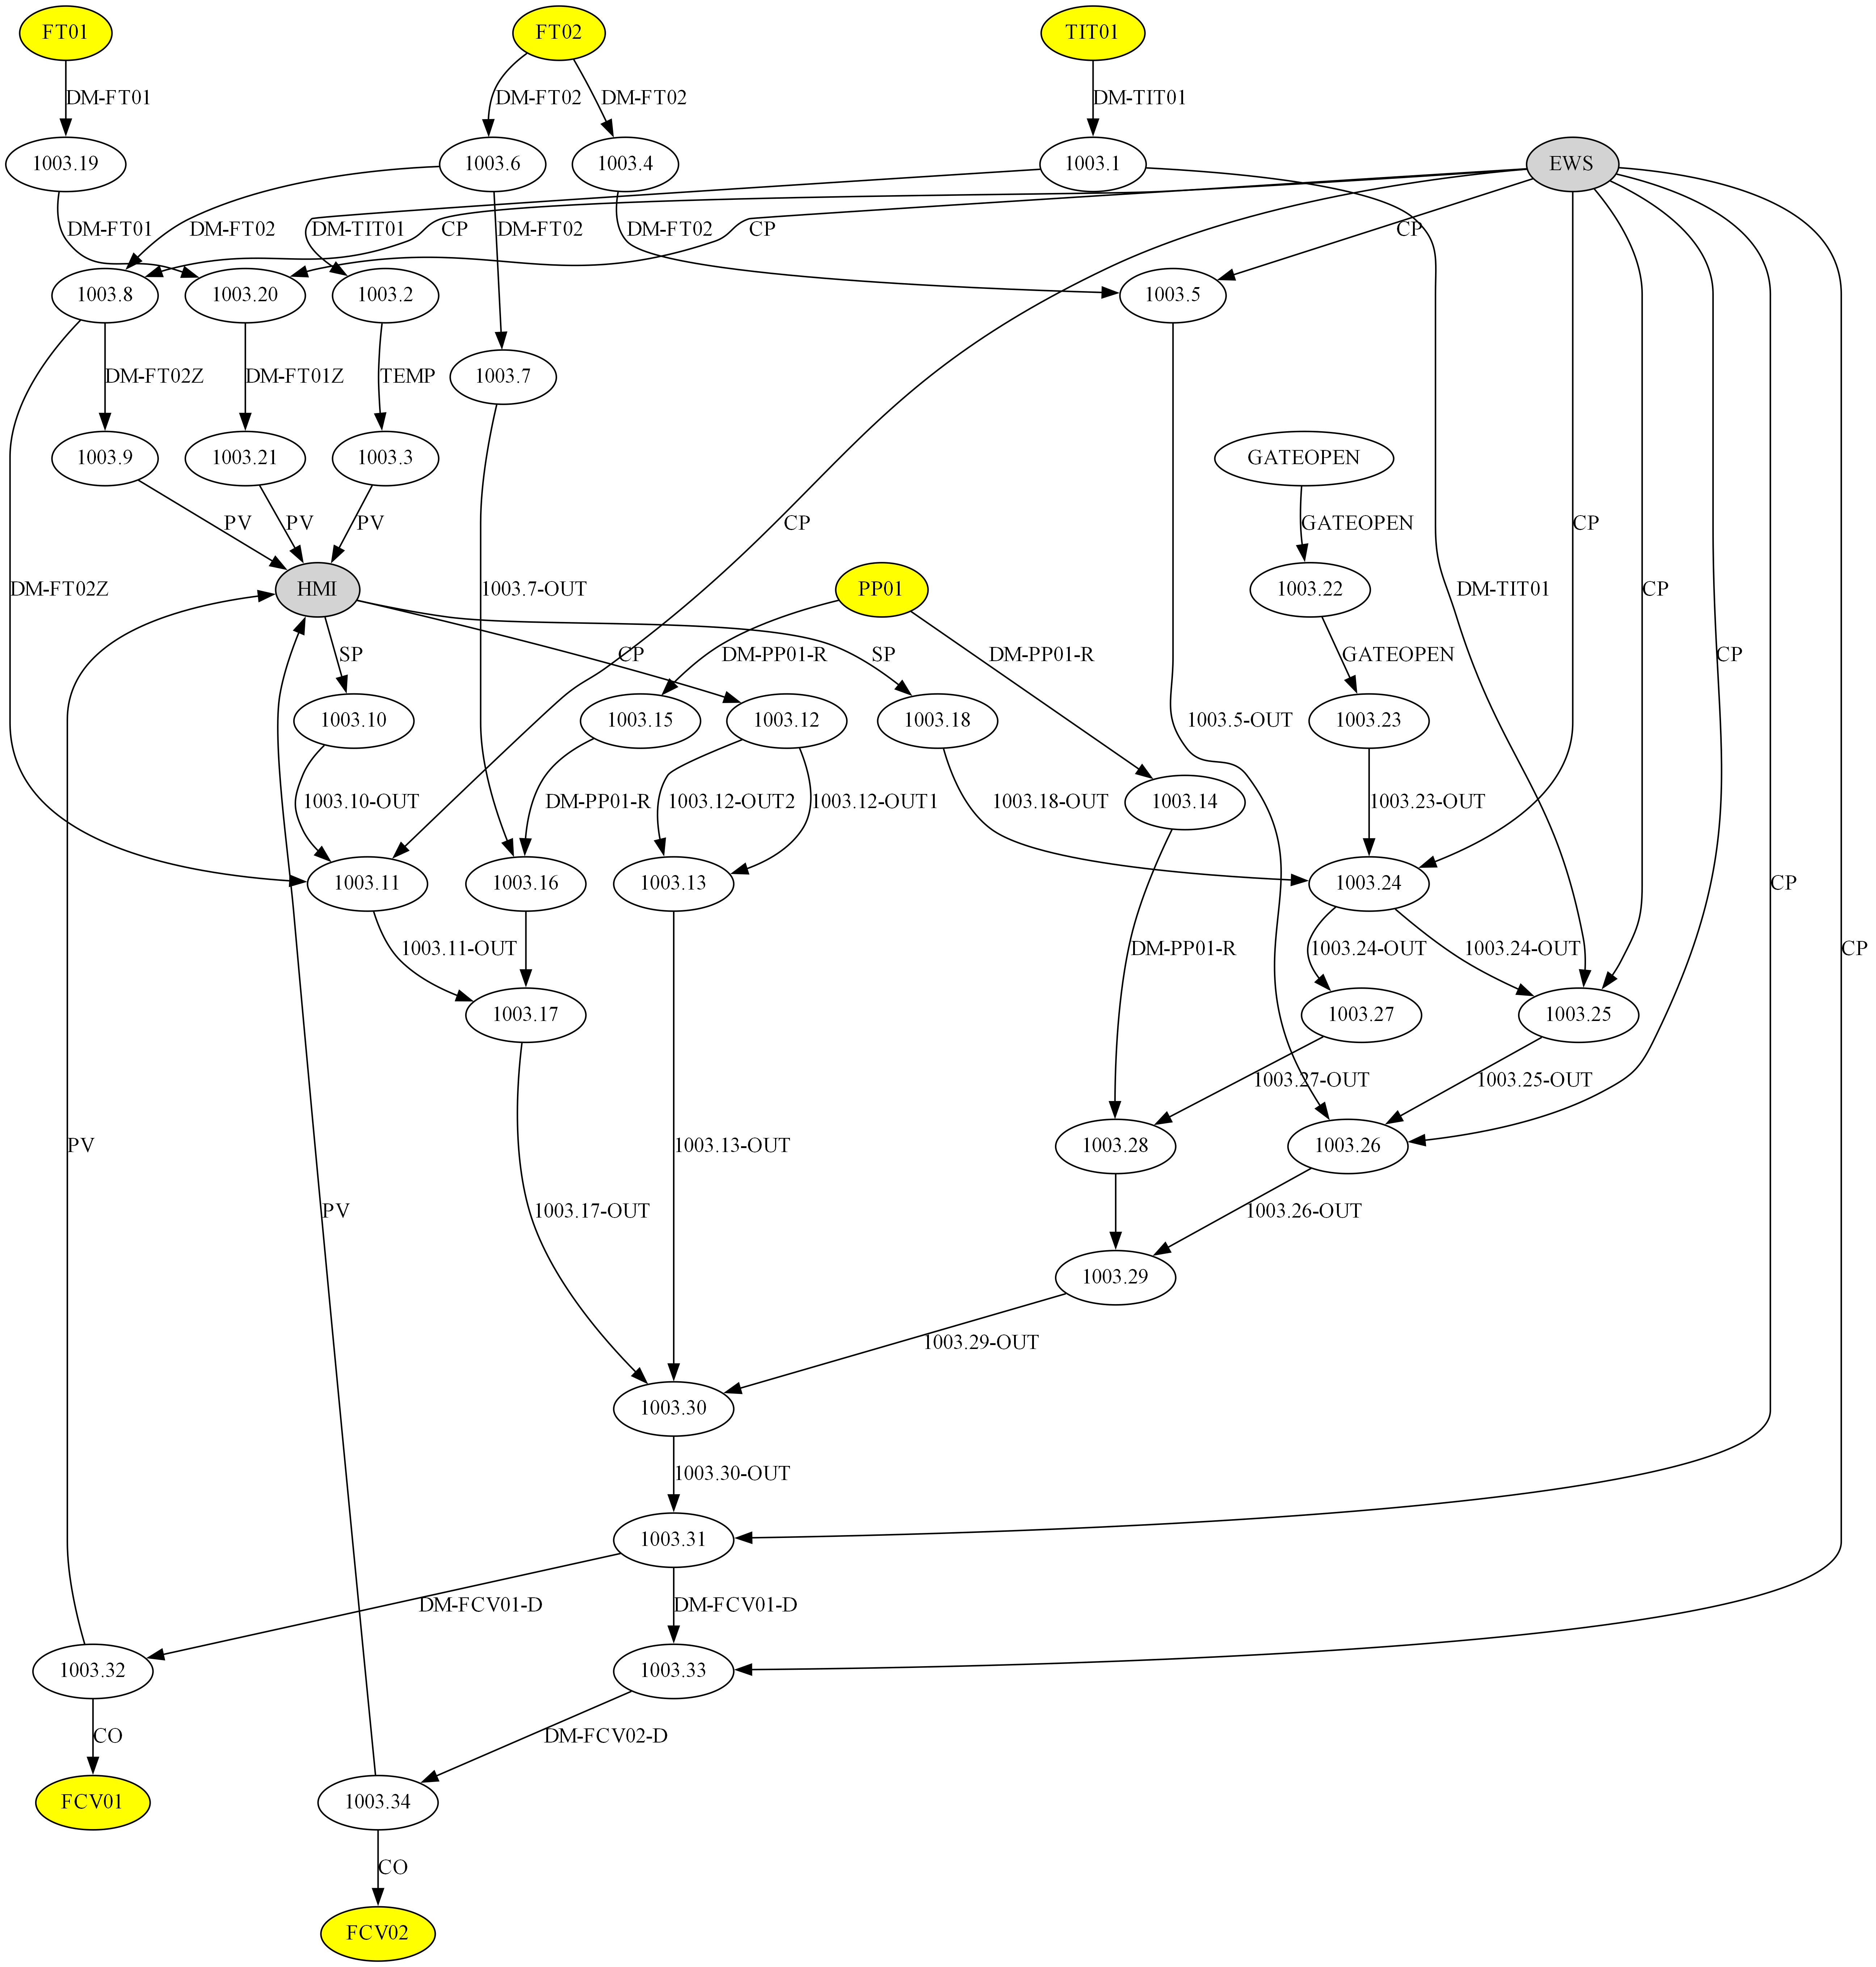 FT01
FT02
TIT01
DM-FT01
DM-FT02
DM-FT02
DM-TIT01
1003.19
1003.6
1003.4
1003.1
EWS
DM-FT01
DM-FT02
DM-TIT01
CP
DM-FT02
DM-FT02
CP
CP
1003.8
1003.20
1003.2
1003.5
DM-FT02Z
DM-FT01Z
TEMP
1003.7
1003.9
1003.21
1003.3
GATEOPEN
PV
PV
PV
CP
GATEOPEN
CP
DM-FT02Z
HMI
1003.7-OUT
PP01
1003.22
DM-TIT01
CP
SP
CP
DM-PP01-R
SP
DM-PP01-R
GATEOPEN
CP
1003.10
1003.15
1003.12
1003.18
1003.5-OUT
1003.23
1003.10-OUT
DM-PP01-R
1003.12-OUT2
1003.12-OUT1
1003.18-OUT
1003.14
1003.23-OUT
1003.11
1003.16
1003.13
1003.24
CP
1003.11-OUT
DM-PP01-R
1003.24-OUT
1003.24-OUT
CP
1003.17
1003.27
1003.25
1003.27-OUT
1003.25-OUT
PV
1003.13-OUT
1003.28
1003.26
PV
1003.17-OUT
1003.26-OUT
1003.29
1003.29-OUT
1003.30
1003.30-OUT
1003.31
DM-FCV01-D
DM-FCV01-D
1003.32
1003.33
CO
DM-FCV02-D
FCV01
1003.34
CO
FCV02